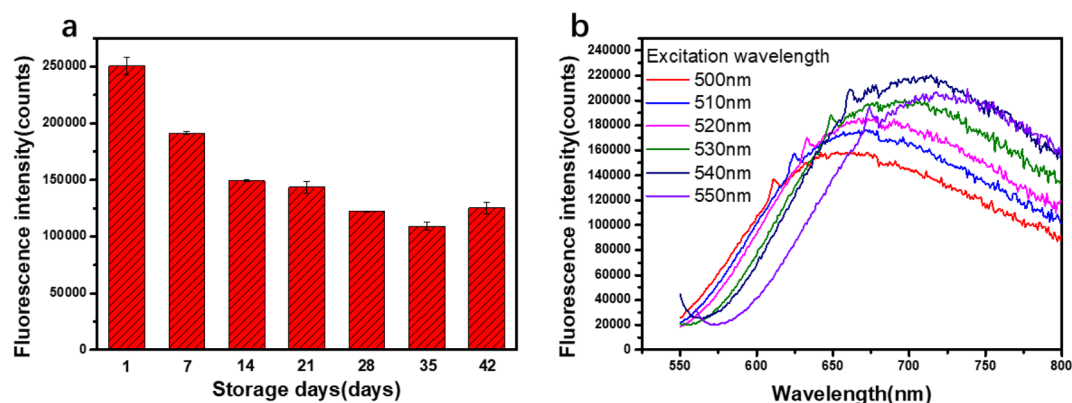 a
Fluorescence intensity(counts)
250000
200000
150000
100000
50000
0
1 7 14 21 28 35 42
Storage days(days)
b
Fluorescence intensity(counts)
240000
220000
200000
180000
160000
140000
120000
100000
80000
60000
40000
20000
0
Excitation wavelength
500nm
510nm
520nm
530nm
540nm
550nm
550 600 650 700 750 800
Wavelength(nm)